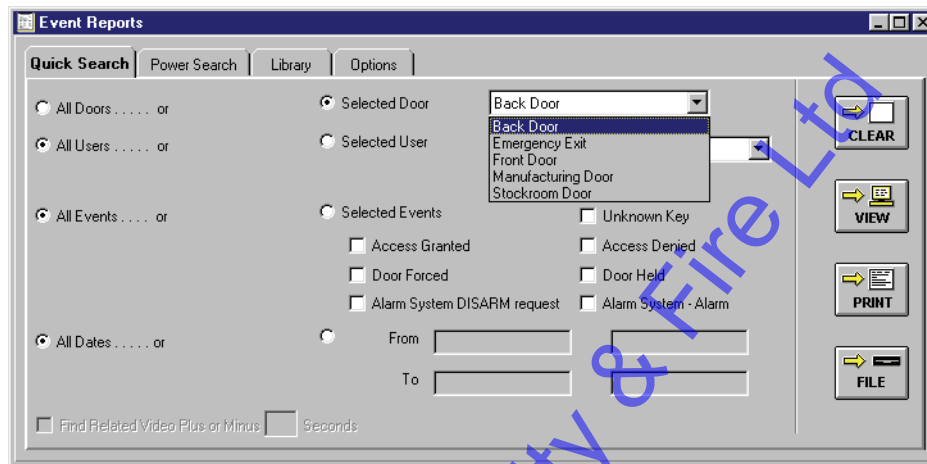 Event Reports
Quick Search Power Search Library Options
All Doors . . . . . or Selected Door Back Door
Back Door
Emergency Exit
Front Door
Manufacturing Door
Stockroom Door
All Users . . . . . or Selected User
All Events . . . . or Selected Events Unknown Key
Access Granted Access Denied
Door Forced Door Held
Alarm System DISARM request Alarm System - Alarm
All Dates . . . . . or From
To
Find Related Video Plus or Minus Seconds
CLEAR
VIEW
PRINT
FILE
ity & Fire Ltd